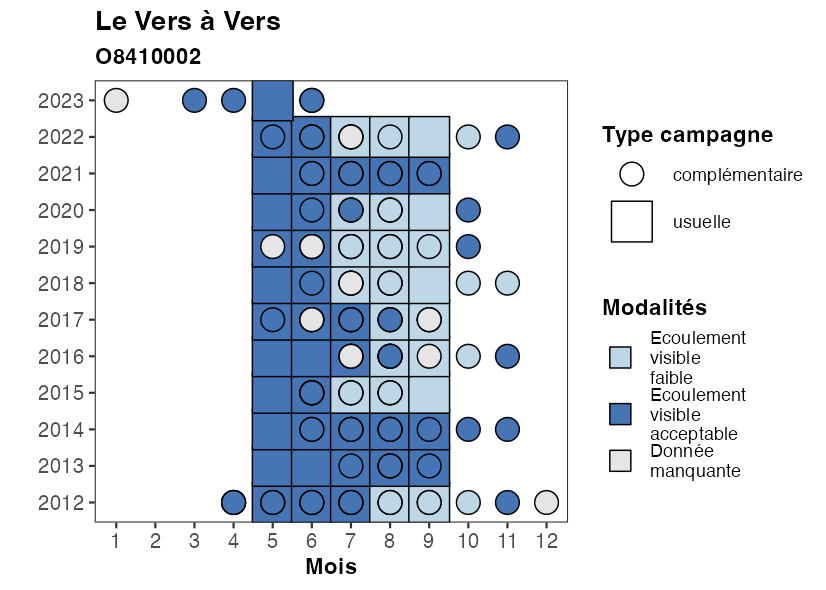 Le Vers à Vers
O8410002
2023
2022
2021
2020
2019
2018
2017
2016
2015
2014
2013
2012
1 2 3 4 5 6 7 8 9 10 11 12
Mois
Type campagne
complémentaire
usuelle
Modalités
Ecoulement
visible
faible
Ecoulement
visible
acceptable
Donnée
manquante